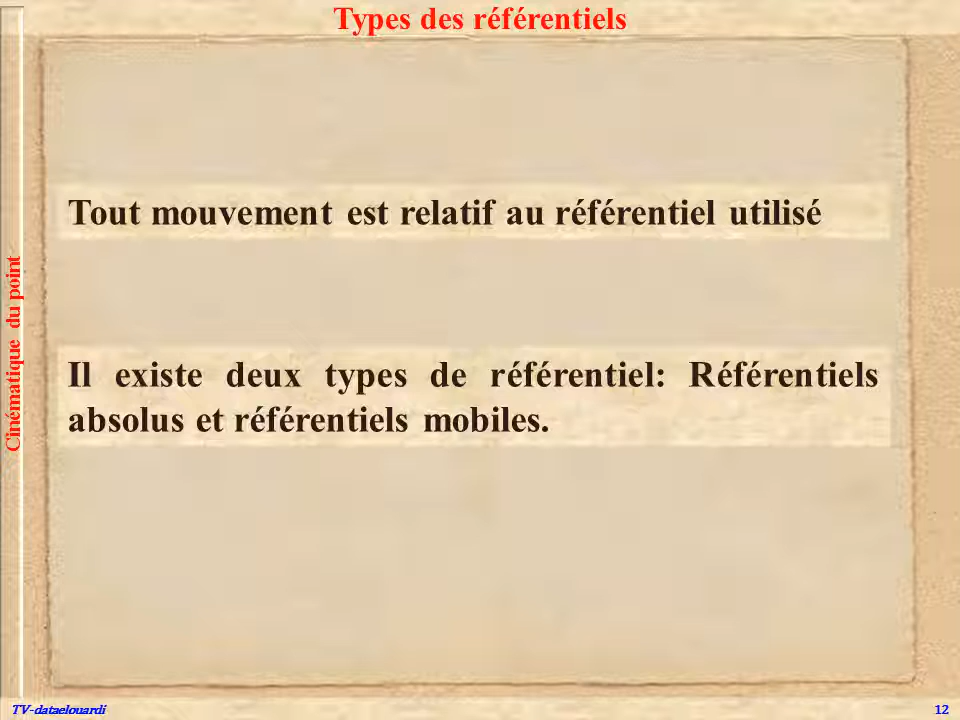 Types des référentiels
Tout mouvement est relatif au référentiel utilisé
Il existe deux types de référentiel: Référentiels
absolus et référentiels mobiles.
Cinématique du point
TV-dataelouardi
12